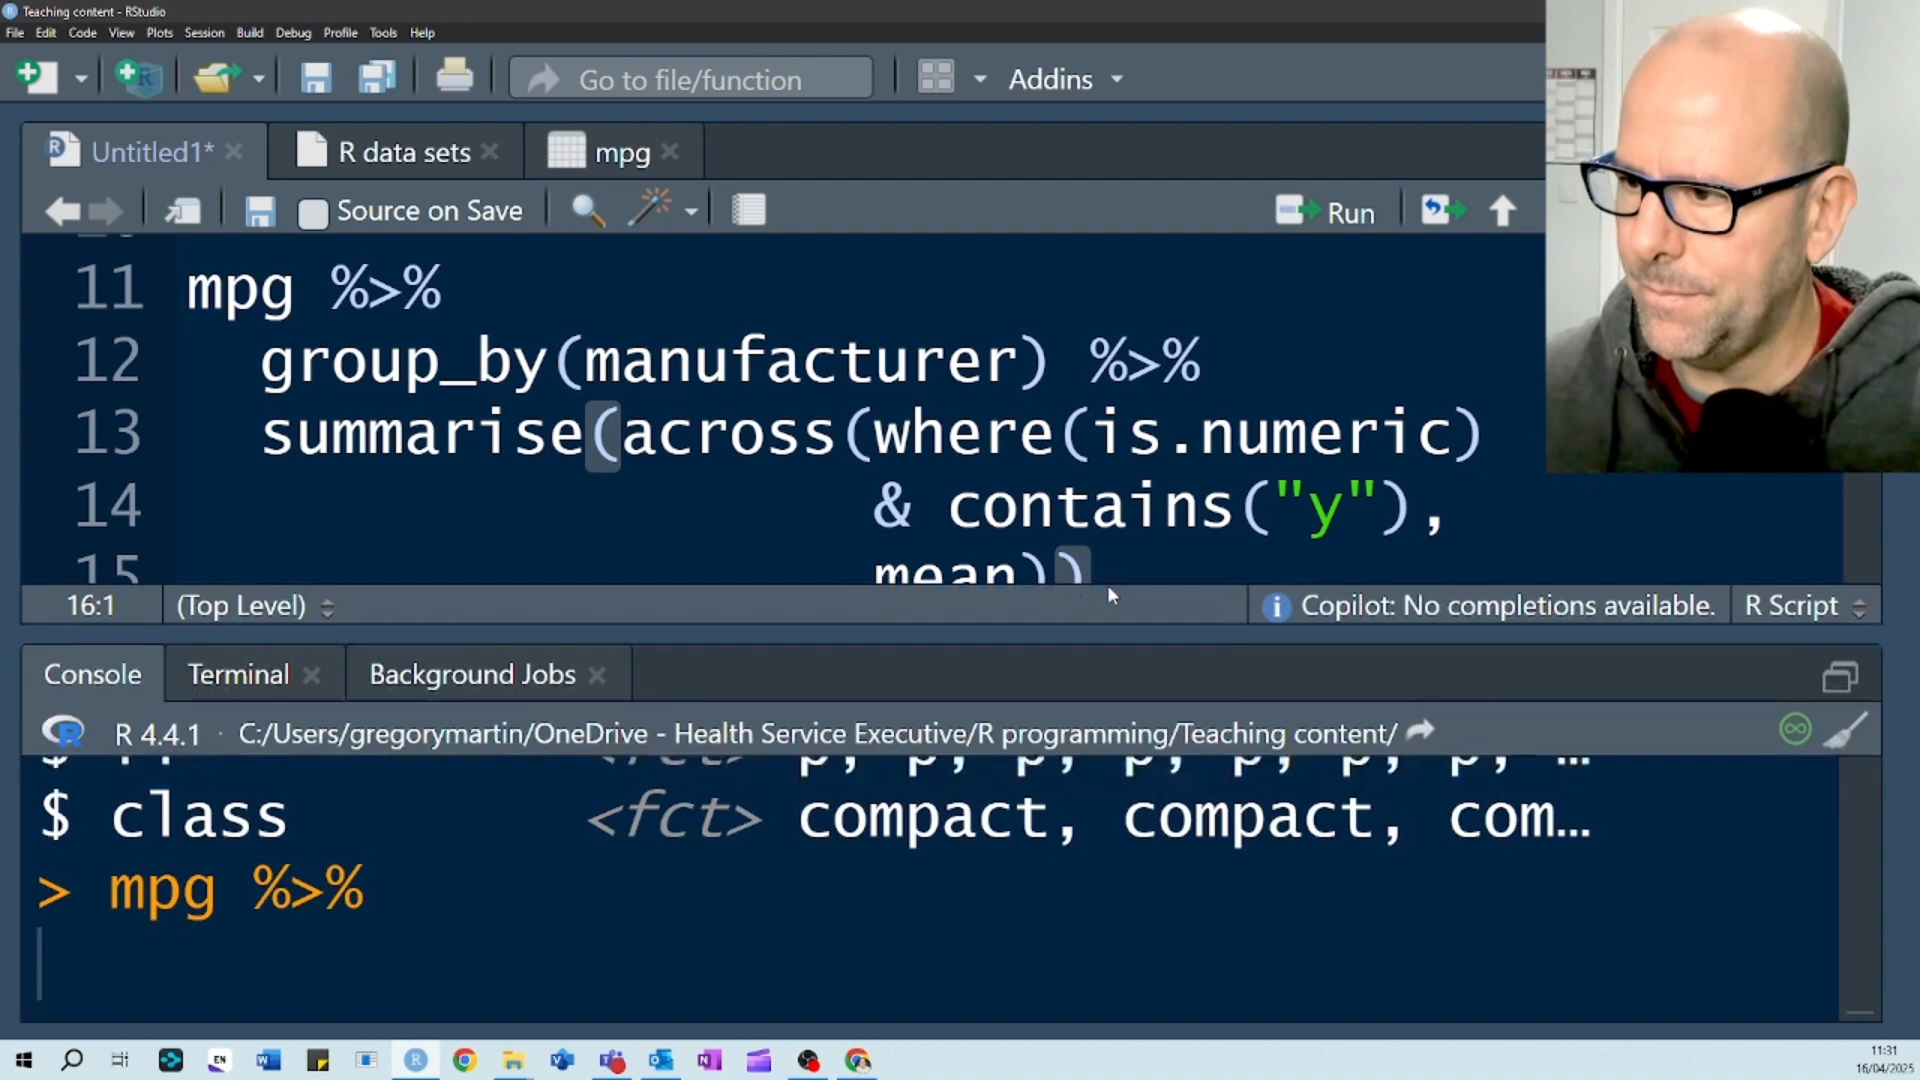 Teaching content - RStudio
File Edit Code View Plots Session Build Debug Profile Tools Help
Go to file/function Addins
Untitled1* R data sets mpg
Source on Save Run
11 mpg %>%
12 group_by(manufacturer) %>%
13 summarise(across(where(is.numeric)
14 & contains("y"),
15 mean))
16:1 (Top Level) Copilot: No completions available. R Script
Console Terminal Background Jobs
R 4.4.1 · C:/Users/gregorymartin/OneDrive - Health Service Executive/R programming/Teaching content/
<fct> p, p, p, p, p, p, p, …
$ class <fct> compact, compact, com…
> mpg %>%
EN
11:31
16/04/2025